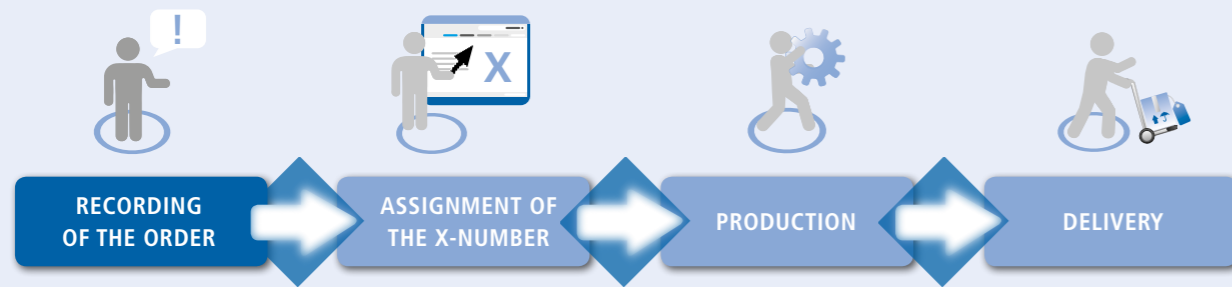 !
X
RECORDING
OF THE ORDER
ASSIGNMENT OF
THE X-NUMBER
PRODUCTION
DELIVERY